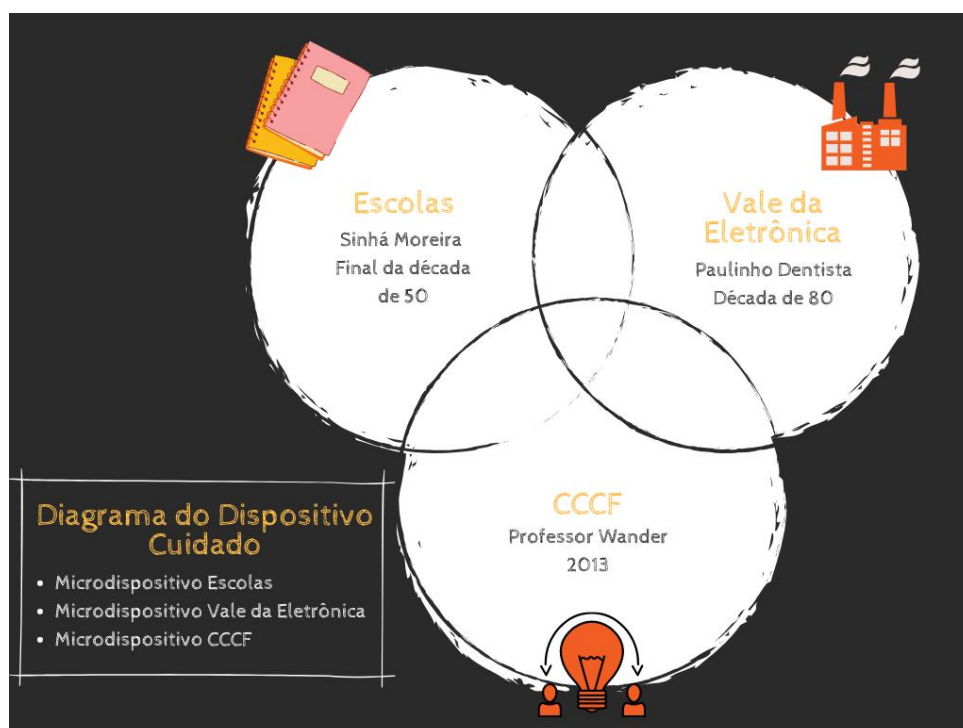 Escolas
Sinhá Moreira
Final da década
de 50
Vale da
Eletrônica
Paulinho Dentista
Década de 80
CCCF
Professor Wander
2013
Diagrama do Dispositivo
Cuidado
• Microdispositivo Escolas
• Microdispositivo Vale da Eletrônica
• Microdispositivo CCCF